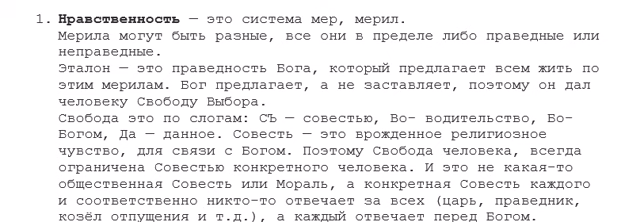 1. Нравственность — это система мер, мерил.
Мерила могут быть разные, все они в пределе либо праведные или
неправедные.
Эталон — это праведность Бога, который предлагает всем жить по
этим мерилам. Бог предлагает, а не заставляет, поэтому он дал
человеку Свободу Выбора.
Свобода это по слогам: СЪ — совестью, Во- водительство, Бо-
Богом, Да — данное. Совесть — это врожденное религиозное
чувство, для связи с Богом. Поэтому Свобода человека, всегда
ограничена Совестью конкретного человека. И это не какая-то
общественная Совесть или Мораль, а конкретная Совесть каждого
и соответственно никто-то отвечает за всех (царь, праведник,
козёл отпущения и т.д.), а каждый отвечает перед Богом.